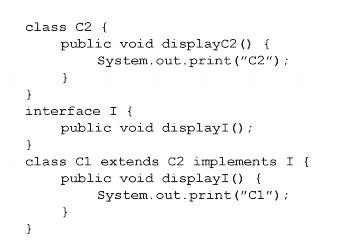 class C2 {
    public void displayC2() {
        System.out.print("C2");
    }
}
interface I {
    public void displayI();
}
class C1 extends C2 implements I {
    public void displayI() {
        System.out.print("C1");
    }
}